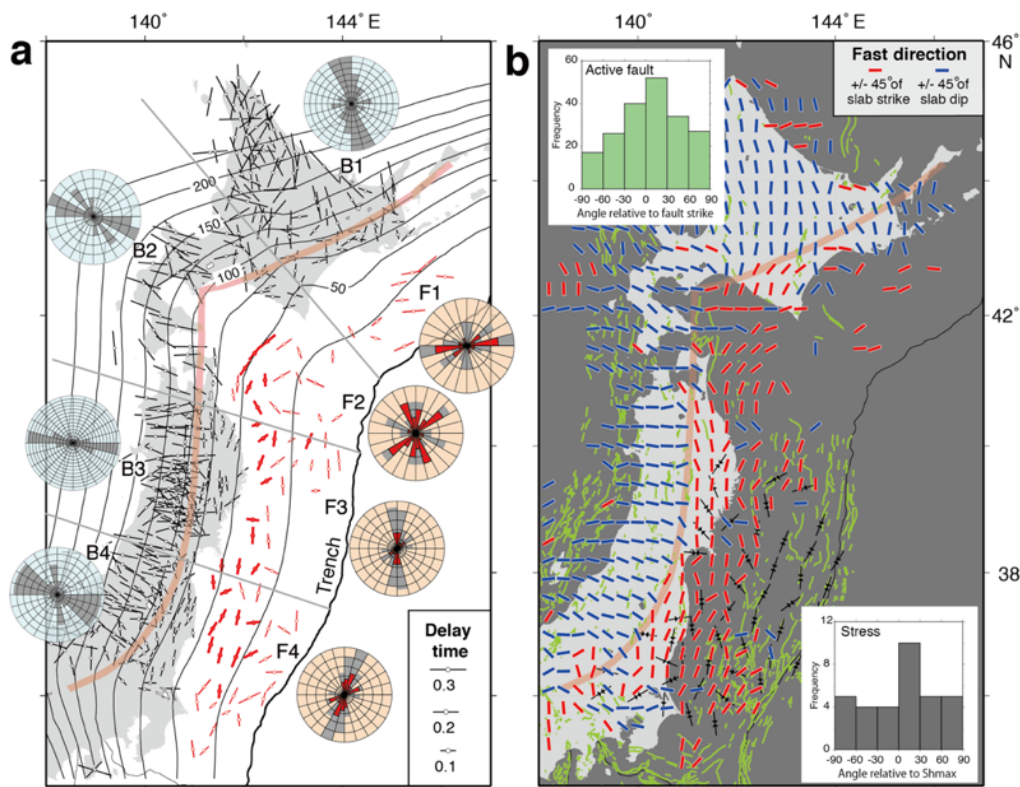 140° 144°E
140° 144°E
a
b
46°
N
42°
38°
B1
B2
B3
B4
200
150
100
50
F1
F2
F3
F4
Trench
Delay
time
0.3
0.2
0.1
Active fault
Frequency
60
40
20
0
-90 -60 -30 0 30 60 90
Angle relative to fault strike
Fast direction
+/- 45°of +/- 45°of
slab strike slab dip
Stress
Frequency
12
8
4
0
-90 -60 -30 0 30 60 90
Angle relative to Shmax